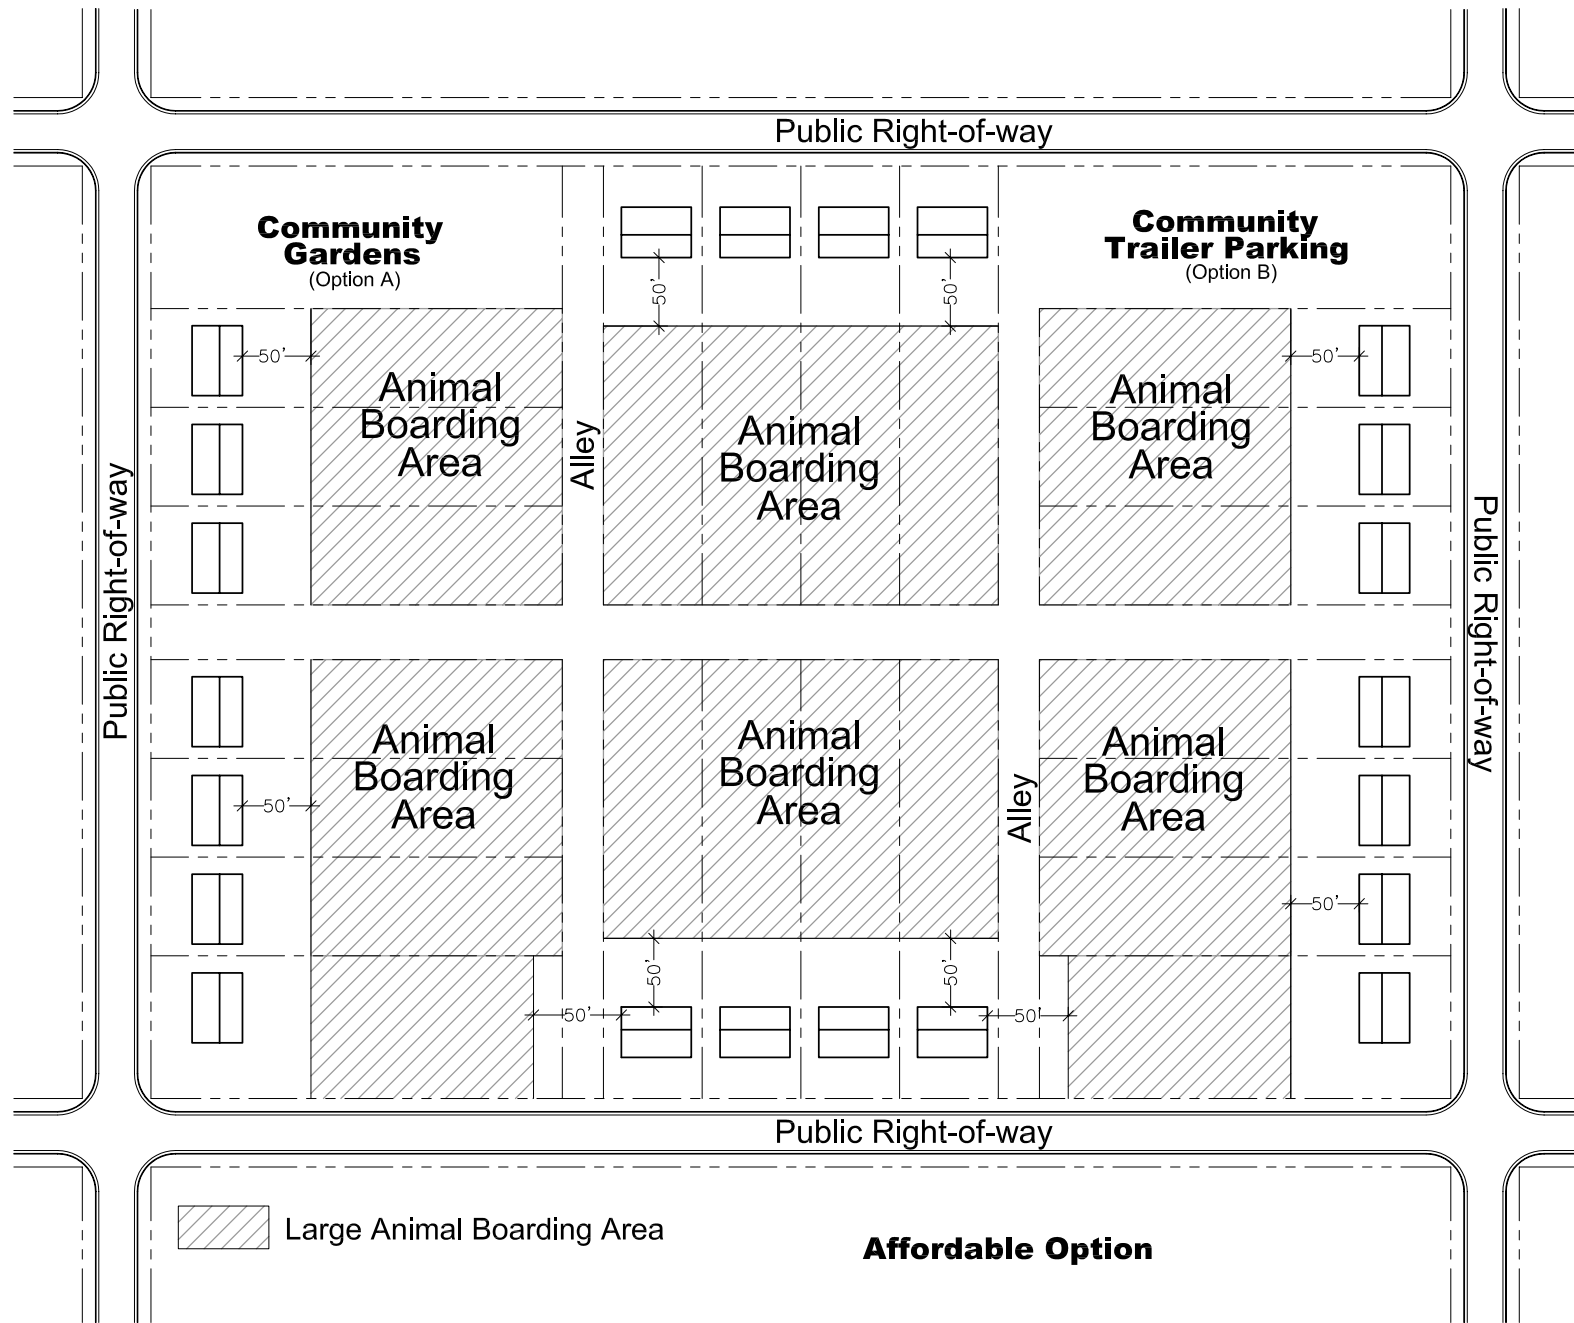 Public Right-of-way
Community
Gardens
(Option A)
Community
Trailer Parking
(Option B)
50'
50'
50'
50'
Animal
Boarding
Area
Alley
Animal
Boarding
Area
Animal
Boarding
Area
Public Right-of-way
Public Right-of-way
Animal
Boarding
Area
Animal
Boarding
Area
Animal
Boarding
Area
Alley
50'
50'
50'
50'
50'
50'
Public Right-of-way
Large Animal Boarding Area
Affordable Option